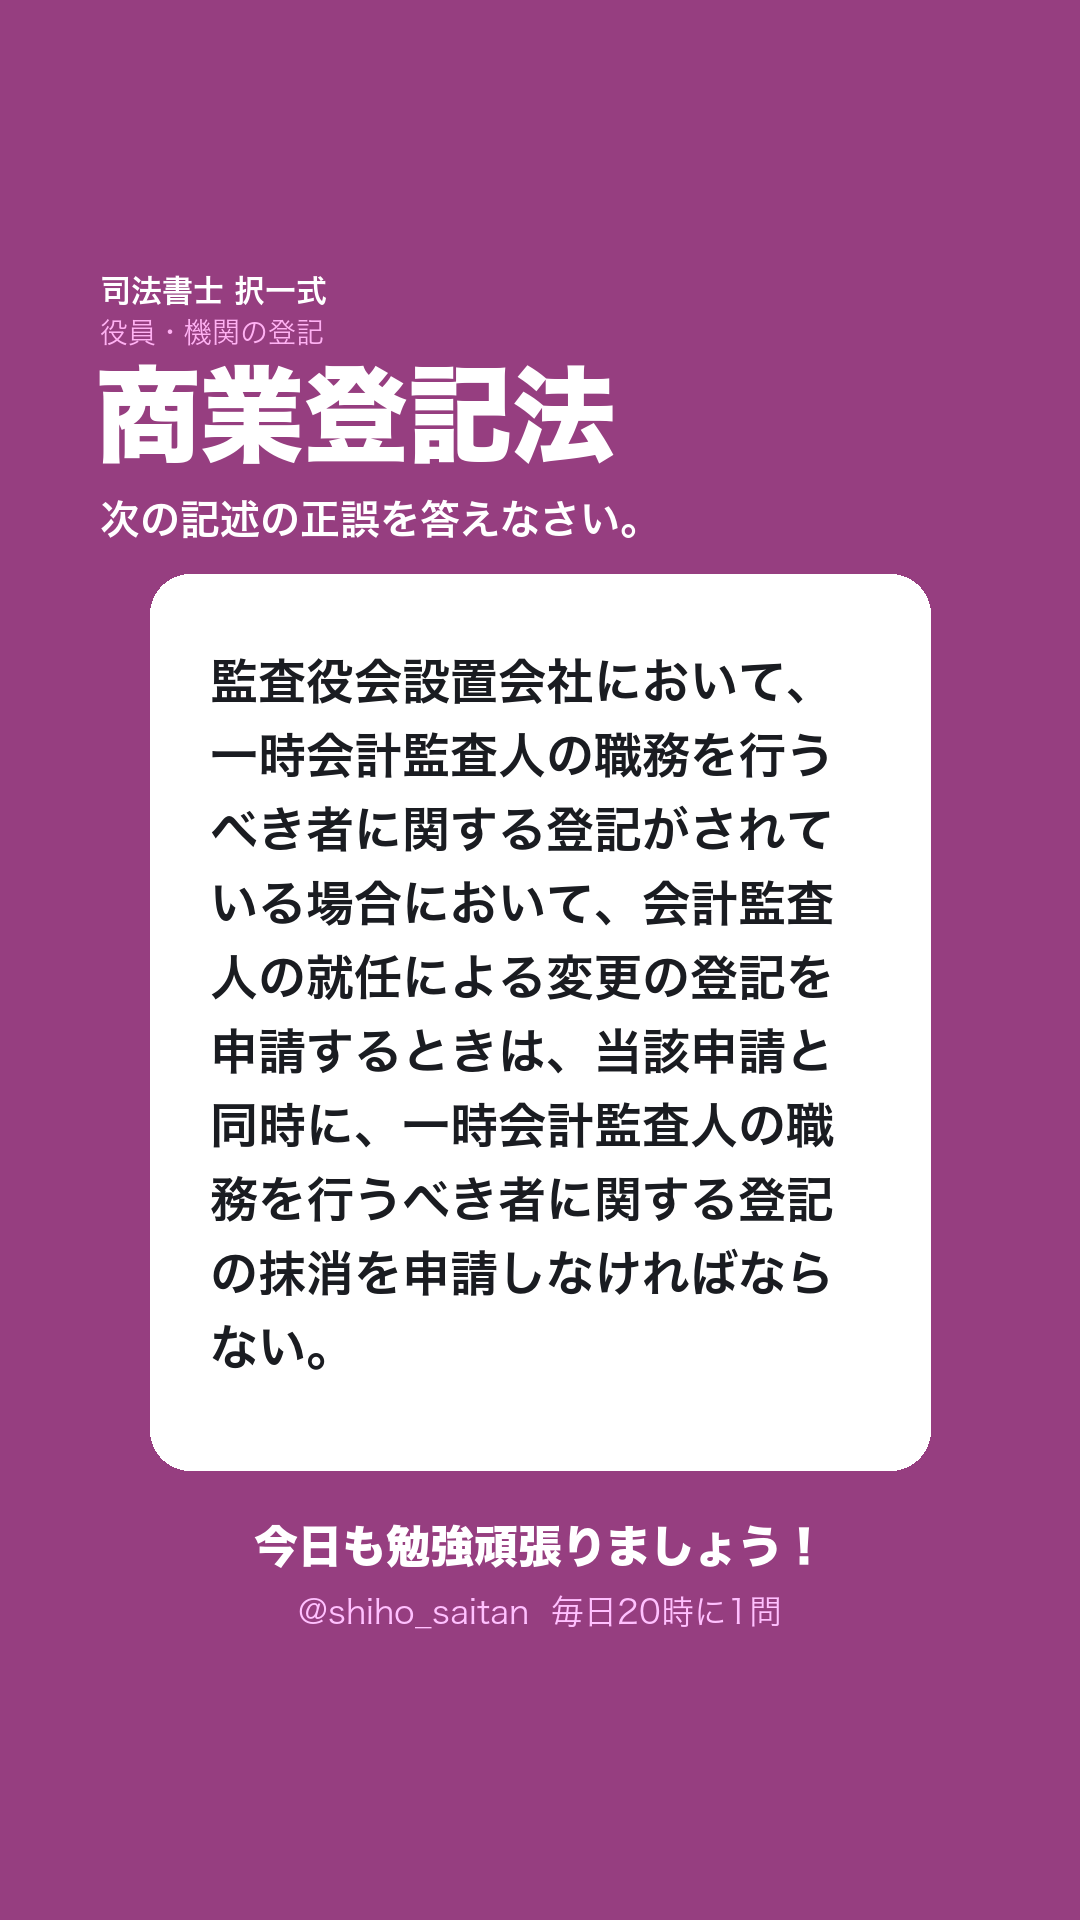 司法書士 択一式
役員・機関の登記
商業登記法
次の記述の正誤を答えなさい。
監査役会設置会社において、
一時会計監査人の職務を行う
べき者に関する登記がされて
いる場合において、会計監査
人の就任による変更の登記を
申請するときは、当該申請と
同時に、一時会計監査人の職
務を行うべき者に関する登記
の抹消を申請しなければなら
ない。
今日も勉強頑張りましょう！
@shiho_saitan 毎日20時に1問